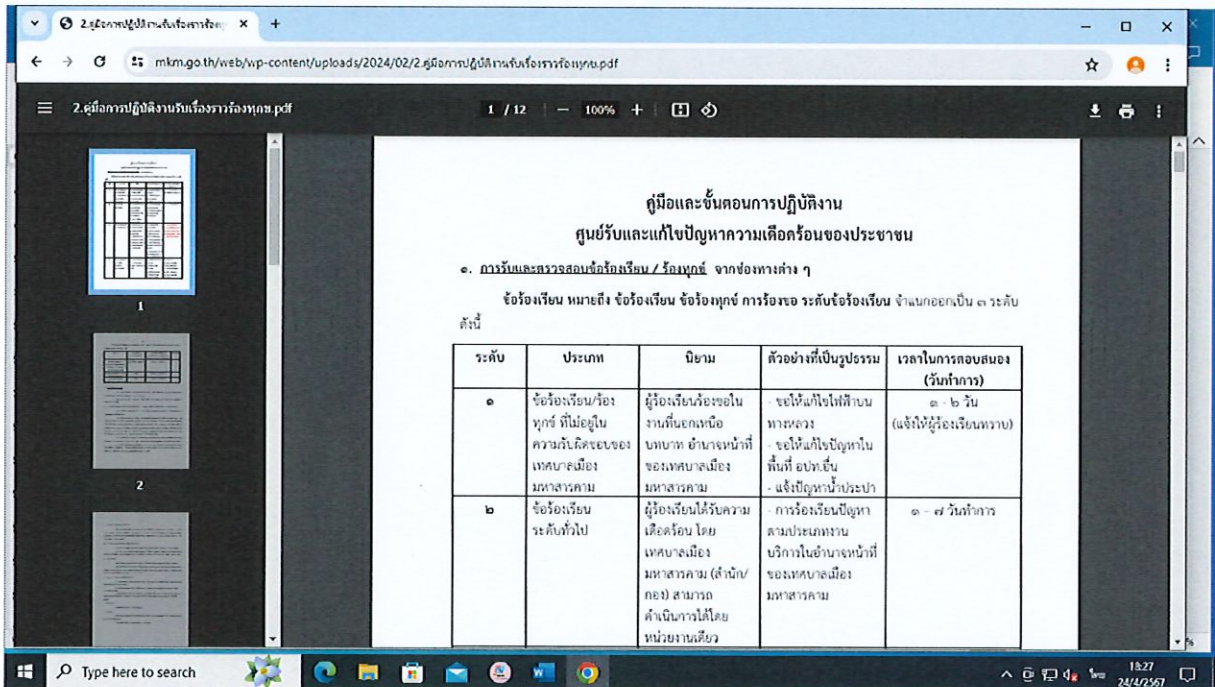 2.คู่มือการปฏิบัติงานรับเรื่องราวร้องทุก
mkm.go.th/web/wp-content/uploads/2024/02/2.คู่มือการปฏิบัติงานรับเรื่องราวร้องทุกข.pdf
2.คู่มือการปฏิบัติงานรับเรื่องราวร้องทุกข.pdf
1 / 12
100%
คู่มือและขั้นตอนการปฏิบัติงาน
ศูนย์รับและแก้ไขปัญหาความเดือดร้อนของประชาชน
๑. การรับและตรวจสอบข้อร้องเรียน / ร้องทุกข์ จากช่องทางต่าง ๆ
ข้อร้องเรียน หมายถึง ข้อร้องเรียน ข้อร้องทุกข์ การร้องขอ ระดับข้อร้องเรียน จำแนกออกเป็น ๓ ระดับ
ดังนี้
ระดับ
ประเภท
นิยาม
ตัวอย่างที่เป็นรูปธรรม
เวลาในการตอบสนอง
(วันทำการ)
๑
ข้อร้องเรียน/ร้อง
ทุกข์ ที่ไม่อยู่ใน
ความรับผิดชอบของ
เทศบาลเมือง
มหาสารคาม
ผู้ร้องเรียนร้องขอใน
งานที่นอกเหนือ
บทบาท อำนาจหน้าที่
ของเทศบาลเมือง
มหาสารคาม
- ขอให้แก้ไขไฟฟ้าบน
ทางหลวง
- ขอให้แก้ไขปัญหาใน
พื้นที่ อปท.อื่น
- แจ้งปัญหาน้ำประปา
๑ - ๒ วัน
(แจ้งให้ผู้ร้องเรียนทราบ)
๒
ข้อร้องเรียน
ระดับทั่วไป
ผู้ร้องเรียนได้รับความ
เดือดร้อน โดย
เทศบาลเมือง
มหาสารคาม (สำนัก/
กอง) สามารถ
ดำเนินการได้โดย
หน่วยงานเดียว
- การร้องเรียนปัญหา
ตามประเภทงาน
บริการในอำนาจหน้าที่
ของเทศบาลเมือง
มหาสารคาม
๑ - ๗ วันทำการ
1
2
Type here to search
ไทย
18:27
24/4/2567